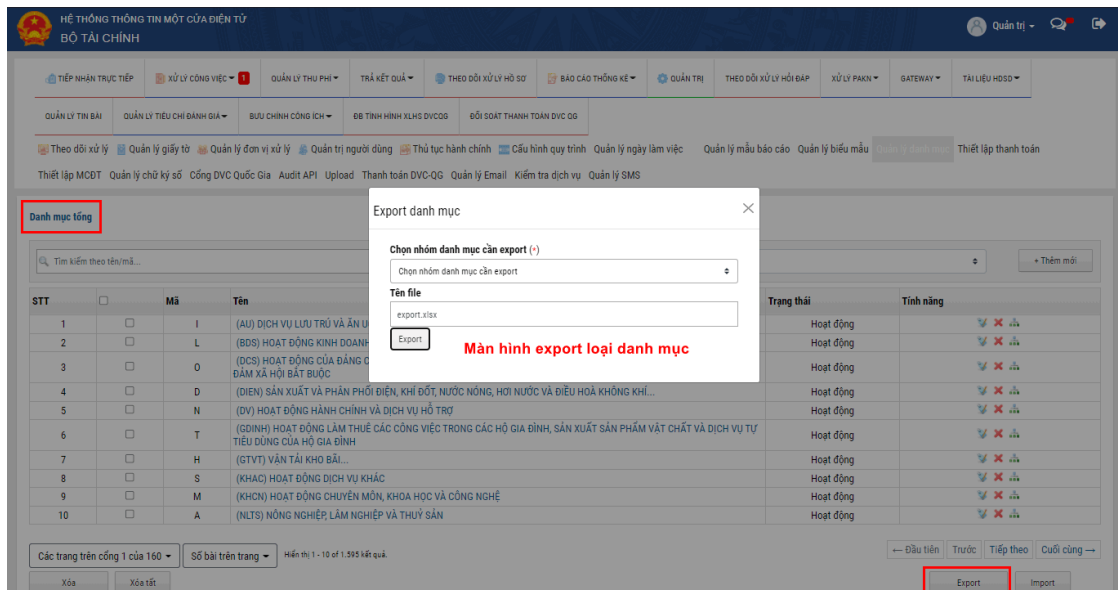 HỆ THỐNG THÔNG TIN MỘT CỬA ĐIỆN TỬ
BỘ TÀI CHÍNH
Quản trị
TIẾP NHẬN TRỰC TIẾP XỬ LÝ CÔNG VIỆC 1 QUẢN LÝ THU PHÍ TRẢ KẾT QUẢ THEO DÕI XỬ LÝ HỒ SƠ BÁO CÁO THỐNG KÊ QUẢN TRỊ THEO DÕI XỬ LÝ HỎI ĐÁP XỬ LÝ PAKN GATEWAY TÀI LIỆU HDSD
QUẢN LÝ TIN BÀI QUẢN LÝ TIÊU CHÍ ĐÁNH GIÁ BƯU CHÍNH CÔNG ÍCH ĐB TÌNH HÌNH XLHS DVCQG ĐỐI SOÁT THANH TOÁN DVC QG
Theo dõi xử lý Quản lý giấy tờ Quản lý đơn vị xử lý Quản trị người dùng Thủ tục hành chính Cấu hình quy trình Quản lý ngày làm việc Quản lý mẫu báo cáo Quản lý biểu mẫu Quản lý danh mục Thiết lập thanh toán
Thiết lập MCĐT Quản lý chữ ký số Cổng DVC Quốc Gia Audit API Upload Thanh toán DVC-QG Quản lý Email Kiểm tra dịch vụ Quản lý SMS
Danh mục tổng
Export danh mục
Chọn nhóm danh mục cần export (*)
Chọn nhóm danh mục cần export
Tên file
export.xlsx
Export
Màn hình export loại danh mục
Tìm kiếm theo tên/mã...
+ Thêm mới
STT Mã Tên Trạng thái Tính năng
1 I (AU) DỊCH VỤ LƯU TRÚ VÀ ĂN Hoạt động
2 L (BDS) HOẠT ĐỘNG KINH DOANH Hoạt động
3 O (DCS) HOẠT ĐỘNG CỦA ĐẢNG Hoạt động
ĐẢM XÃ HỘI BẮT BUỘC
4 D (DIEN) SẢN XUẤT VÀ PHÂN PHỐI ĐIỆN, KHÍ ĐỐT, NƯỚC NÓNG, HƠI NƯỚC VÀ ĐIỀU HOÀ KHÔNG KHÍ... Hoạt động
5 N (DV) HOẠT ĐỘNG HÀNH CHÍNH VÀ DỊCH VỤ HỖ TRỢ Hoạt động
6 T (GDINH) HOẠT ĐỘNG LÀM THUÊ CÁC CÔNG VIỆC TRONG CÁC HỘ GIA ĐÌNH, SẢN XUẤT SẢN PHẨM VẬT CHẤT VÀ DỊCH VỤ TỰ Hoạt động
TIÊU DÙNG CỦA HỘ GIA ĐÌNH
7 H (GTVT) VẬN TẢI KHO BÃI... Hoạt động
8 S (KHAC) HOẠT ĐỘNG DỊCH VỤ KHÁC Hoạt động
9 M (KHCN) HOẠT ĐỘNG CHUYÊN MÔN, KHOA HỌC VÀ CÔNG NGHỆ Hoạt động
10 A (NLTS) NÔNG NGHIỆP, LÂM NGHIỆP VÀ THUỶ SẢN Hoạt động
Các trang trên cổng 1 của 160 Số bài trên trang Hiển thị 1 - 10 of 1.595 kết quả. ← Đầu tiên Trước Tiếp theo Cuối cùng →
Xóa Xóa tất Export Import